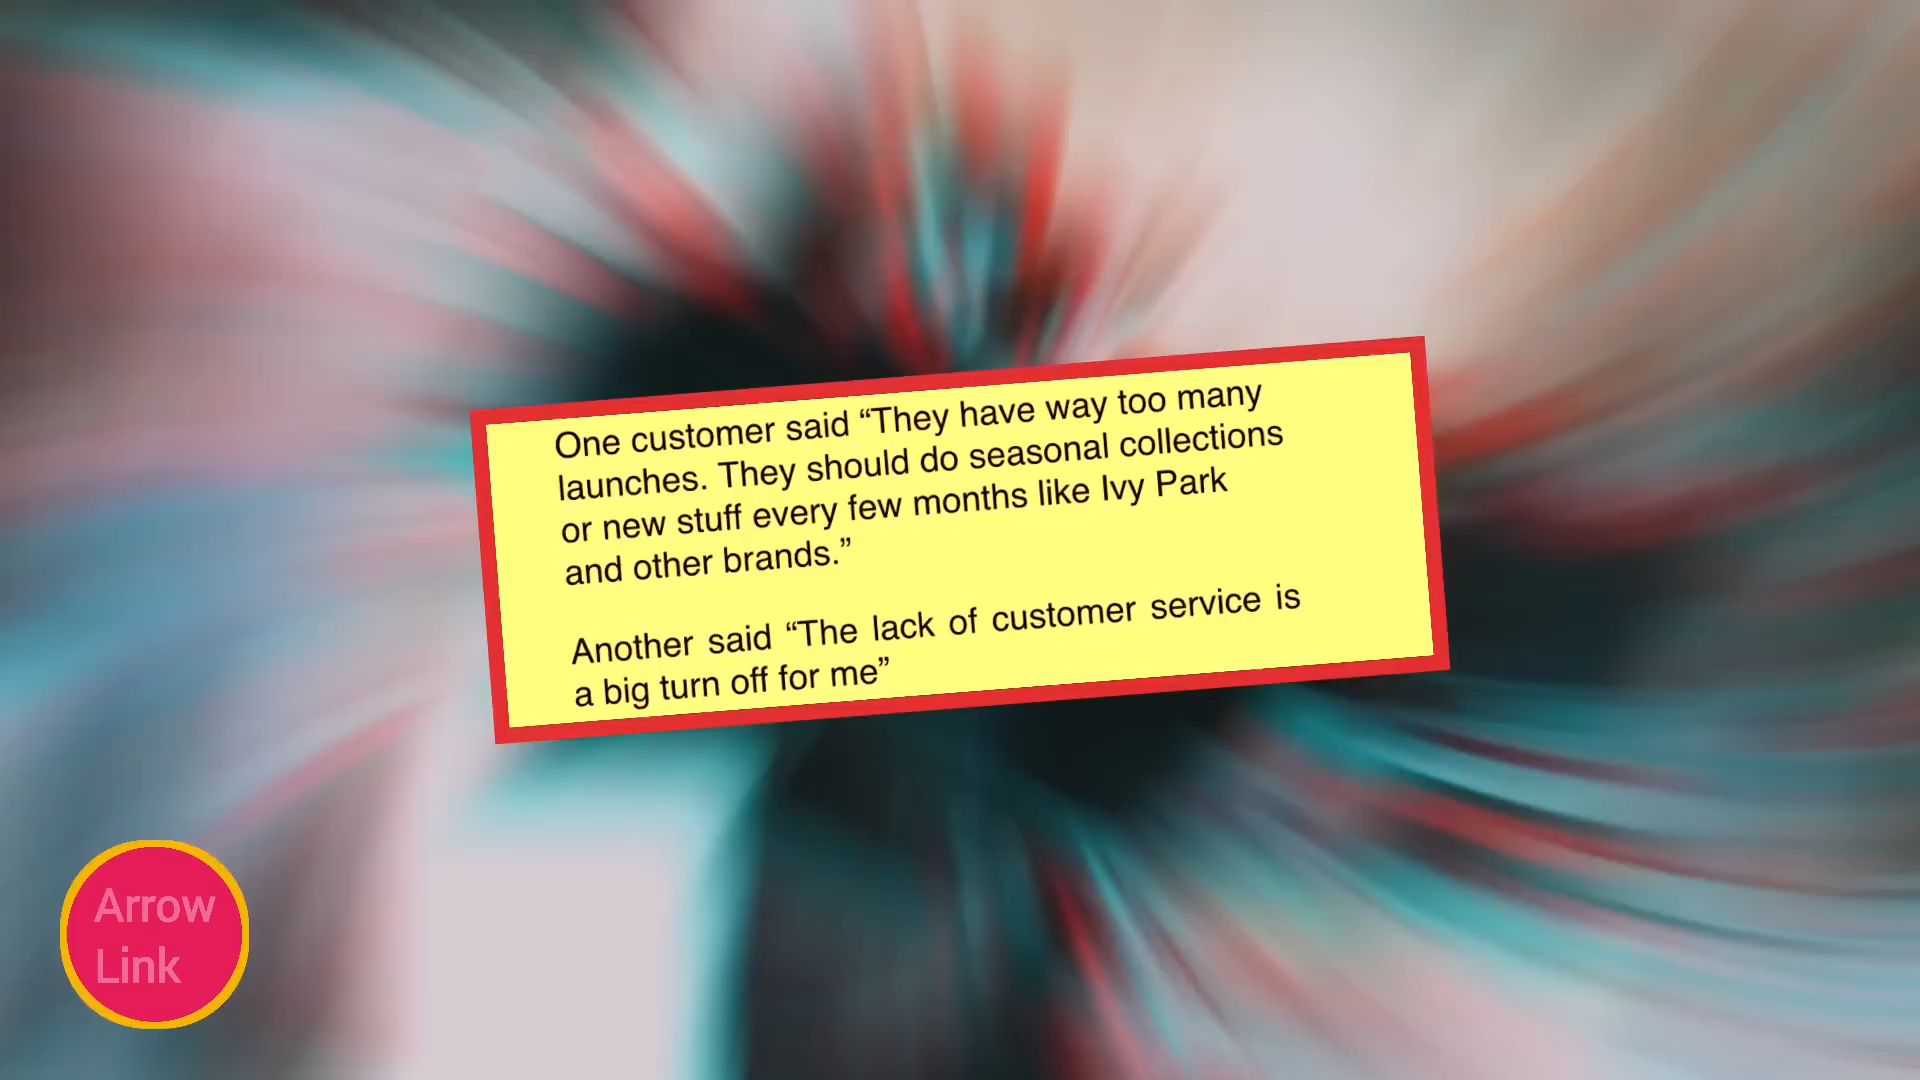 One customer said “They have way too many
launches. They should do seasonal collections
or new stuff every few months like Ivy Park
and other brands.”
Another said “The lack of customer service is
a big turn off for me”
Arrow
Link